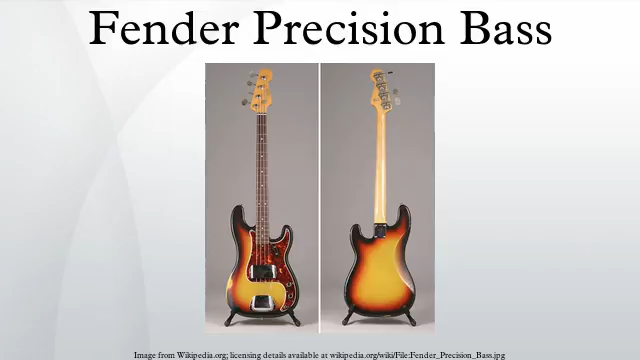 Fender Precision Bass
Image from Wikipedia.org; licensing details available at wikipedia.org/wiki/File:Fender_Precision_Bass.jpg